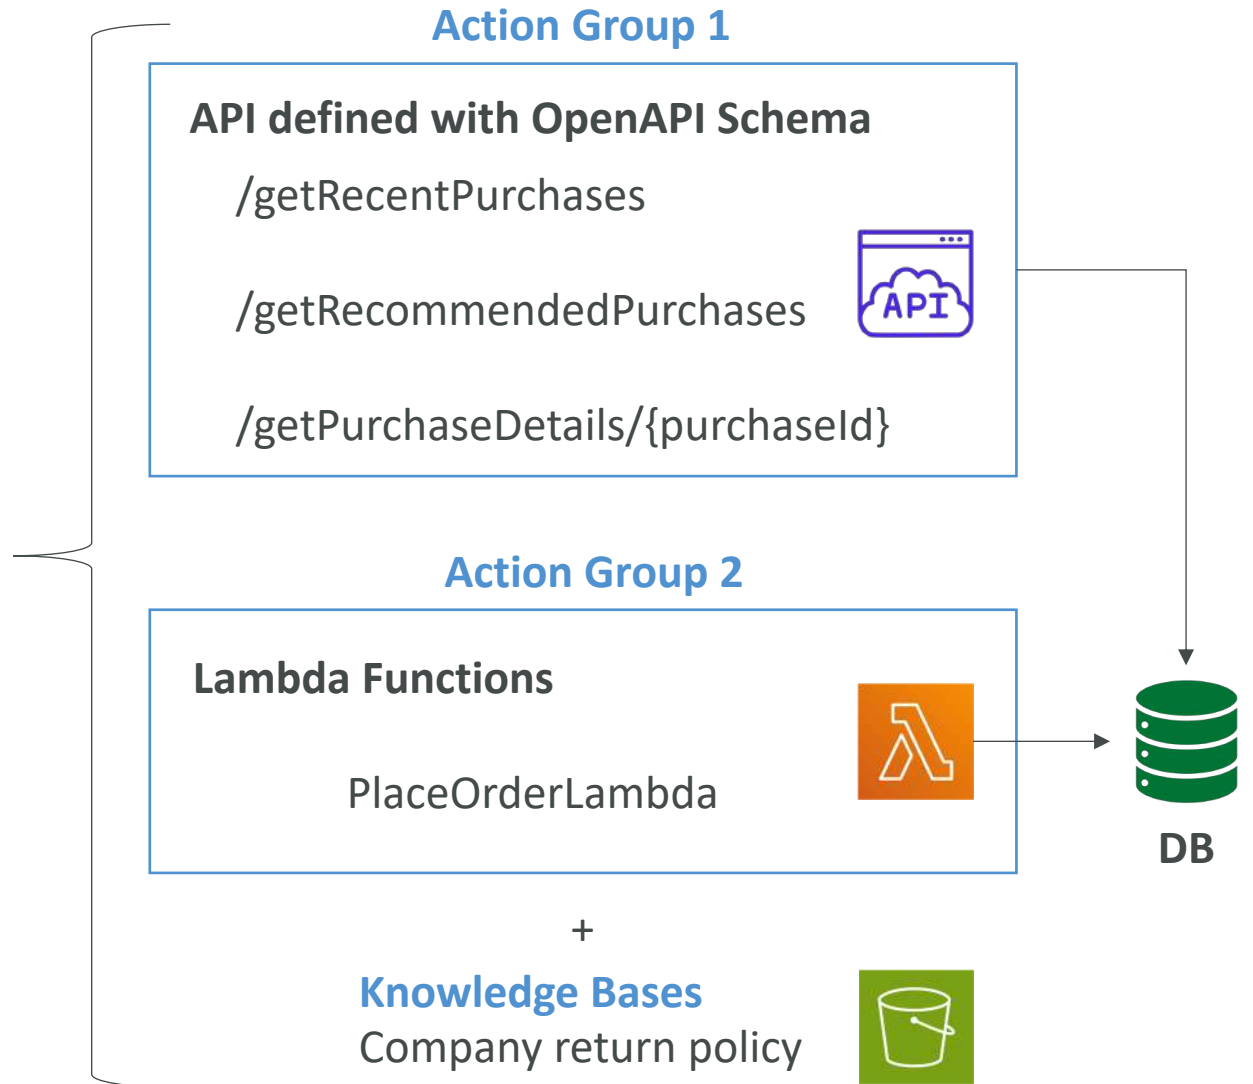 Action Group 1
API defined with OpenAPI Schema
/getRecentPurchases
/getRecommendedPurchases
API
/getPurchaseDetails/{purchaseId}
Action Group 2
Lambda Functions
PlaceOrderLambda
DB
+
Knowledge Bases
Company return policy